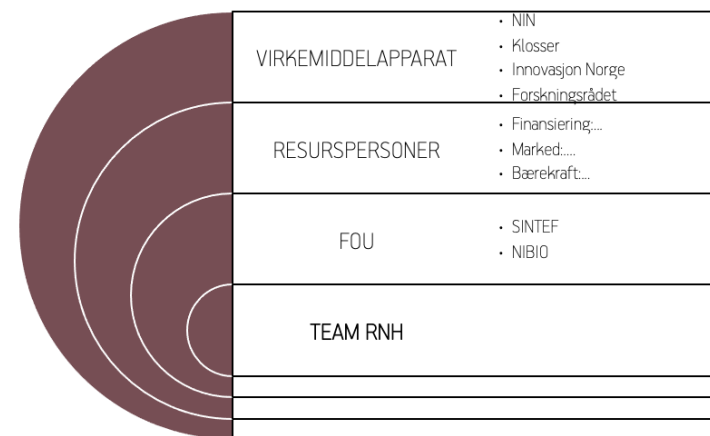 VIRKEMIDDELAPPARAT
• NIN
• Klosser
• Innovasjon Norge
• Forskningsrådet
RESURSPERSONER
• Finansiering:...
• Marked:....
• Bærekraft:...
FOU
• SINTEF
• NIBIO
TEAM RNH